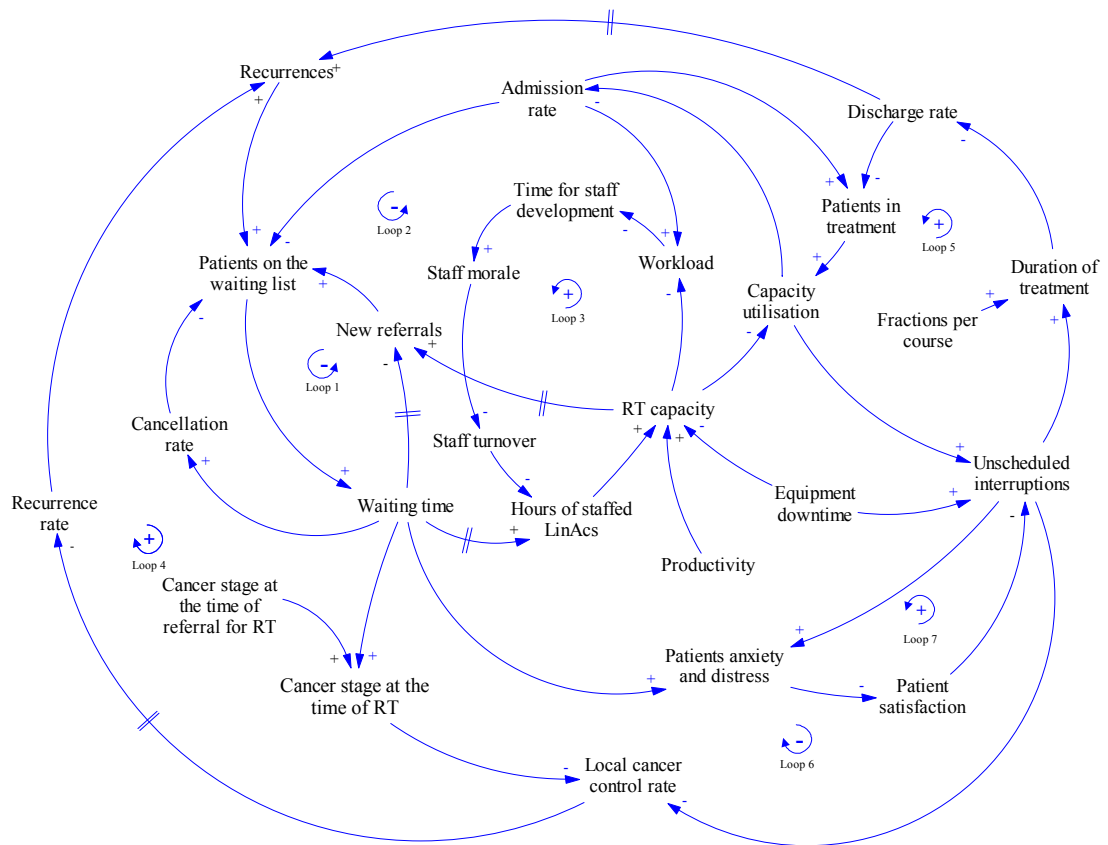 Recurrences
+
+
Admission
rate
-
Discharge rate
-
Time for staff
development
-
+
+
-
Patients in
treatment
+
+
Loop 5
-
Loop 2
+
-
Patients on the
waiting list
+
Staff morale
+
Loop 3
+
Workload
-
Capacity
utilisation
-
Duration of
treatment
+
+
Fractions per
course
-
New referrals
+
-
-
Loop 1
RT capacity
+
+
-
Cancellation
rate
+
-
Staff turnover
-
+
Waiting time
Hours of staffed
LinAcs
+
Equipment
downtime
+
+
Unscheduled
interruptions
-
Recurrence
rate
-
+
Loop 4
Productivity
Cancer stage at
the time of
referral for RT
+
+
+
Loop 7
+
Patients anxiety
and distress
+
-
Patient
satisfaction
Cancer stage at the
time of RT
-
Loop 6
-
Local cancer
control rate
-